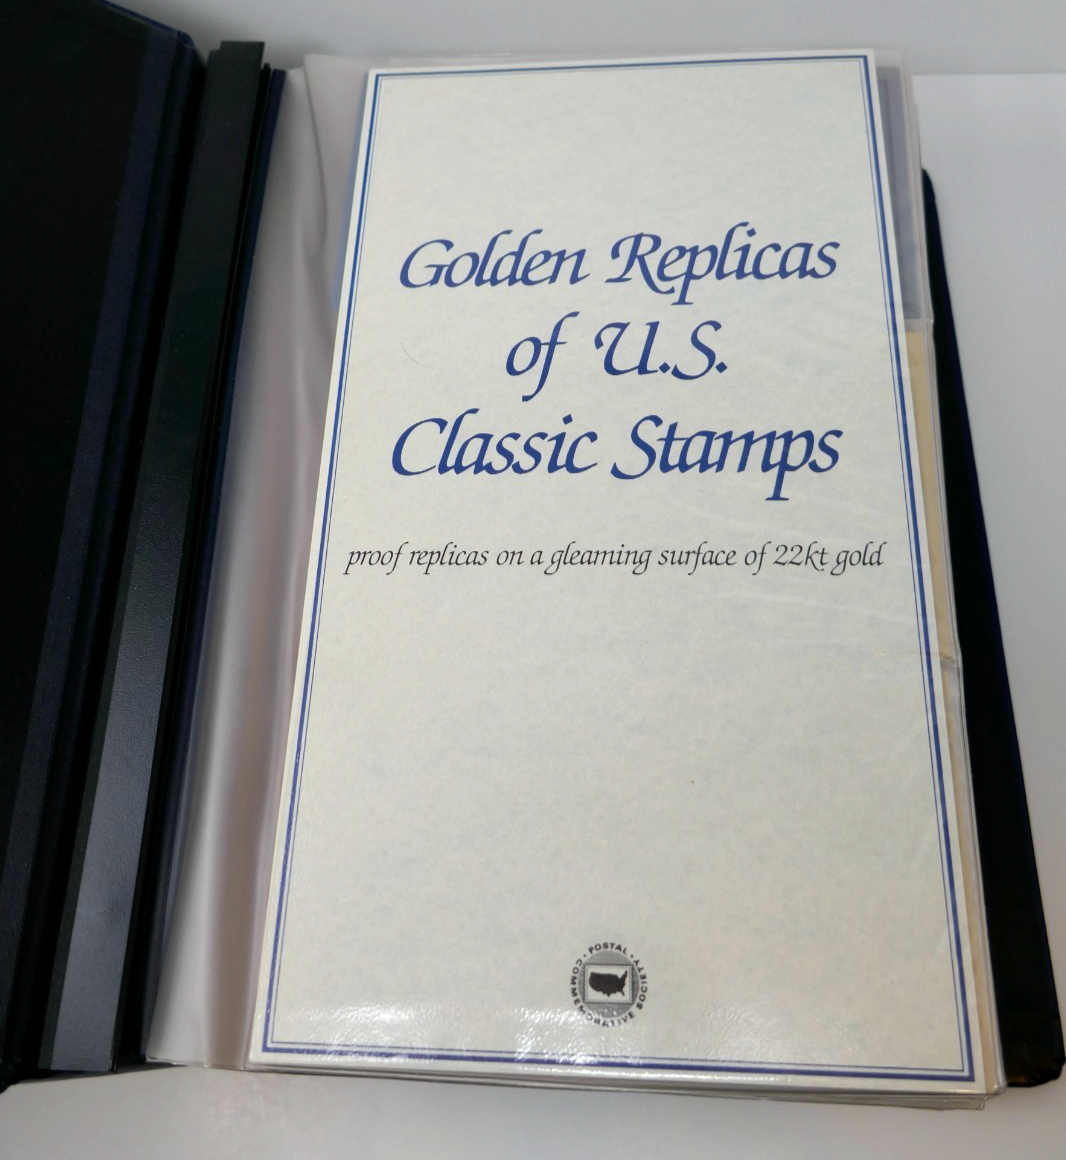 Golden Replicas
of U.S.
Classic Stamps
proof replicas on a gleaming surface of 22kt gold
POSTAL
COMMEMORATIVE SOCIETY